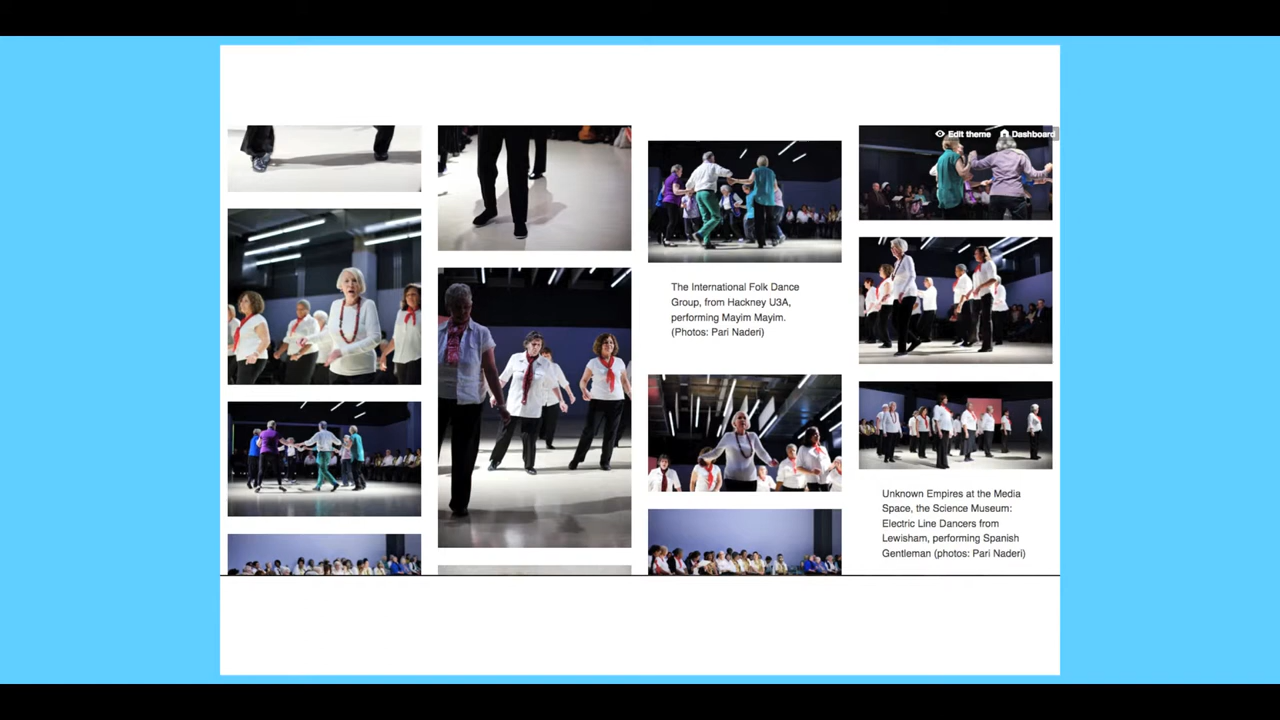 Edit theme Dashboard
The International Folk Dance
Group, from Hackney U3A,
performing Mayim Mayim.
(Photos: Pari Naderi)
Unknown Empires at the Media
Space, the Science Museum:
Electric Line Dancers from
Lewisham, performing Spanish
Gentleman (photos: Pari Naderi)